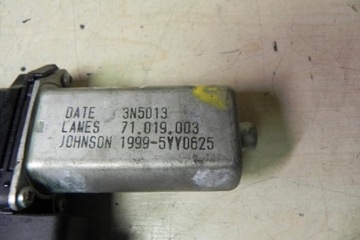 DATE 3N5013
LAMES 71.019.003
JOHNSON 1999-5YY0625